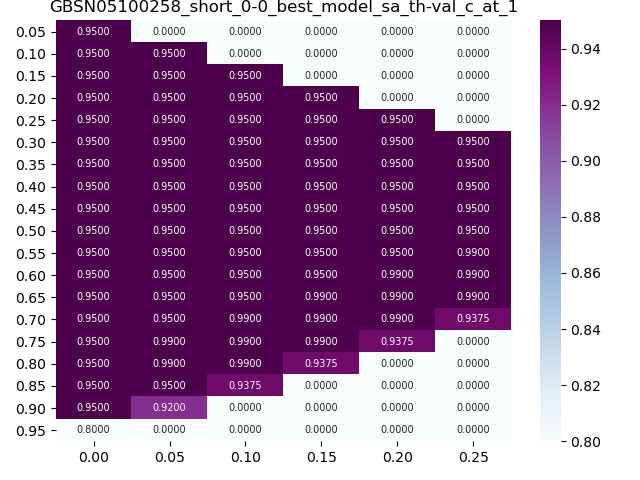 GBSN05100258_short_0-0_best_model_sa_th-val_c_at_1
0.05 0.9500 0.0000 0.0000 0.0000 0.0000 0.0000
0.10 0.9500 0.9500 0.0000 0.0000 0.0000 0.0000
0.15 0.9500 0.9500 0.9500 0.0000 0.0000 0.0000
0.20 0.9500 0.9500 0.9500 0.9500 0.0000 0.0000
0.25 0.9500 0.9500 0.9500 0.9500 0.9500 0.0000
0.30 0.9500 0.9500 0.9500 0.9500 0.9500 0.9500
0.35 0.9500 0.9500 0.9500 0.9500 0.9500 0.9500
0.40 0.9500 0.9500 0.9500 0.9500 0.9500 0.9500
0.45 0.9500 0.9500 0.9500 0.9500 0.9500 0.9500
0.50 0.9500 0.9500 0.9500 0.9500 0.9500 0.9500
0.55 0.9500 0.9500 0.9500 0.9500 0.9500 0.9900
0.60 0.9500 0.9500 0.9500 0.9500 0.9900 0.9900
0.65 0.9500 0.9500 0.9500 0.9900 0.9900 0.9900
0.70 0.9500 0.9500 0.9900 0.9900 0.9900 0.9375
0.75 0.9500 0.9900 0.9900 0.9900 0.9375 0.0000
0.80 0.9500 0.9900 0.9900 0.9375 0.0000 0.0000
0.85 0.9500 0.9500 0.9375 0.0000 0.0000 0.0000
0.90 0.9500 0.9200 0.0000 0.0000 0.0000 0.0000
0.95 0.8000 0.0000 0.0000 0.0000 0.0000 0.0000
0.00 0.05 0.10 0.15 0.20 0.25
0.94
0.92
0.90
0.88
0.86
0.84
0.82
0.80